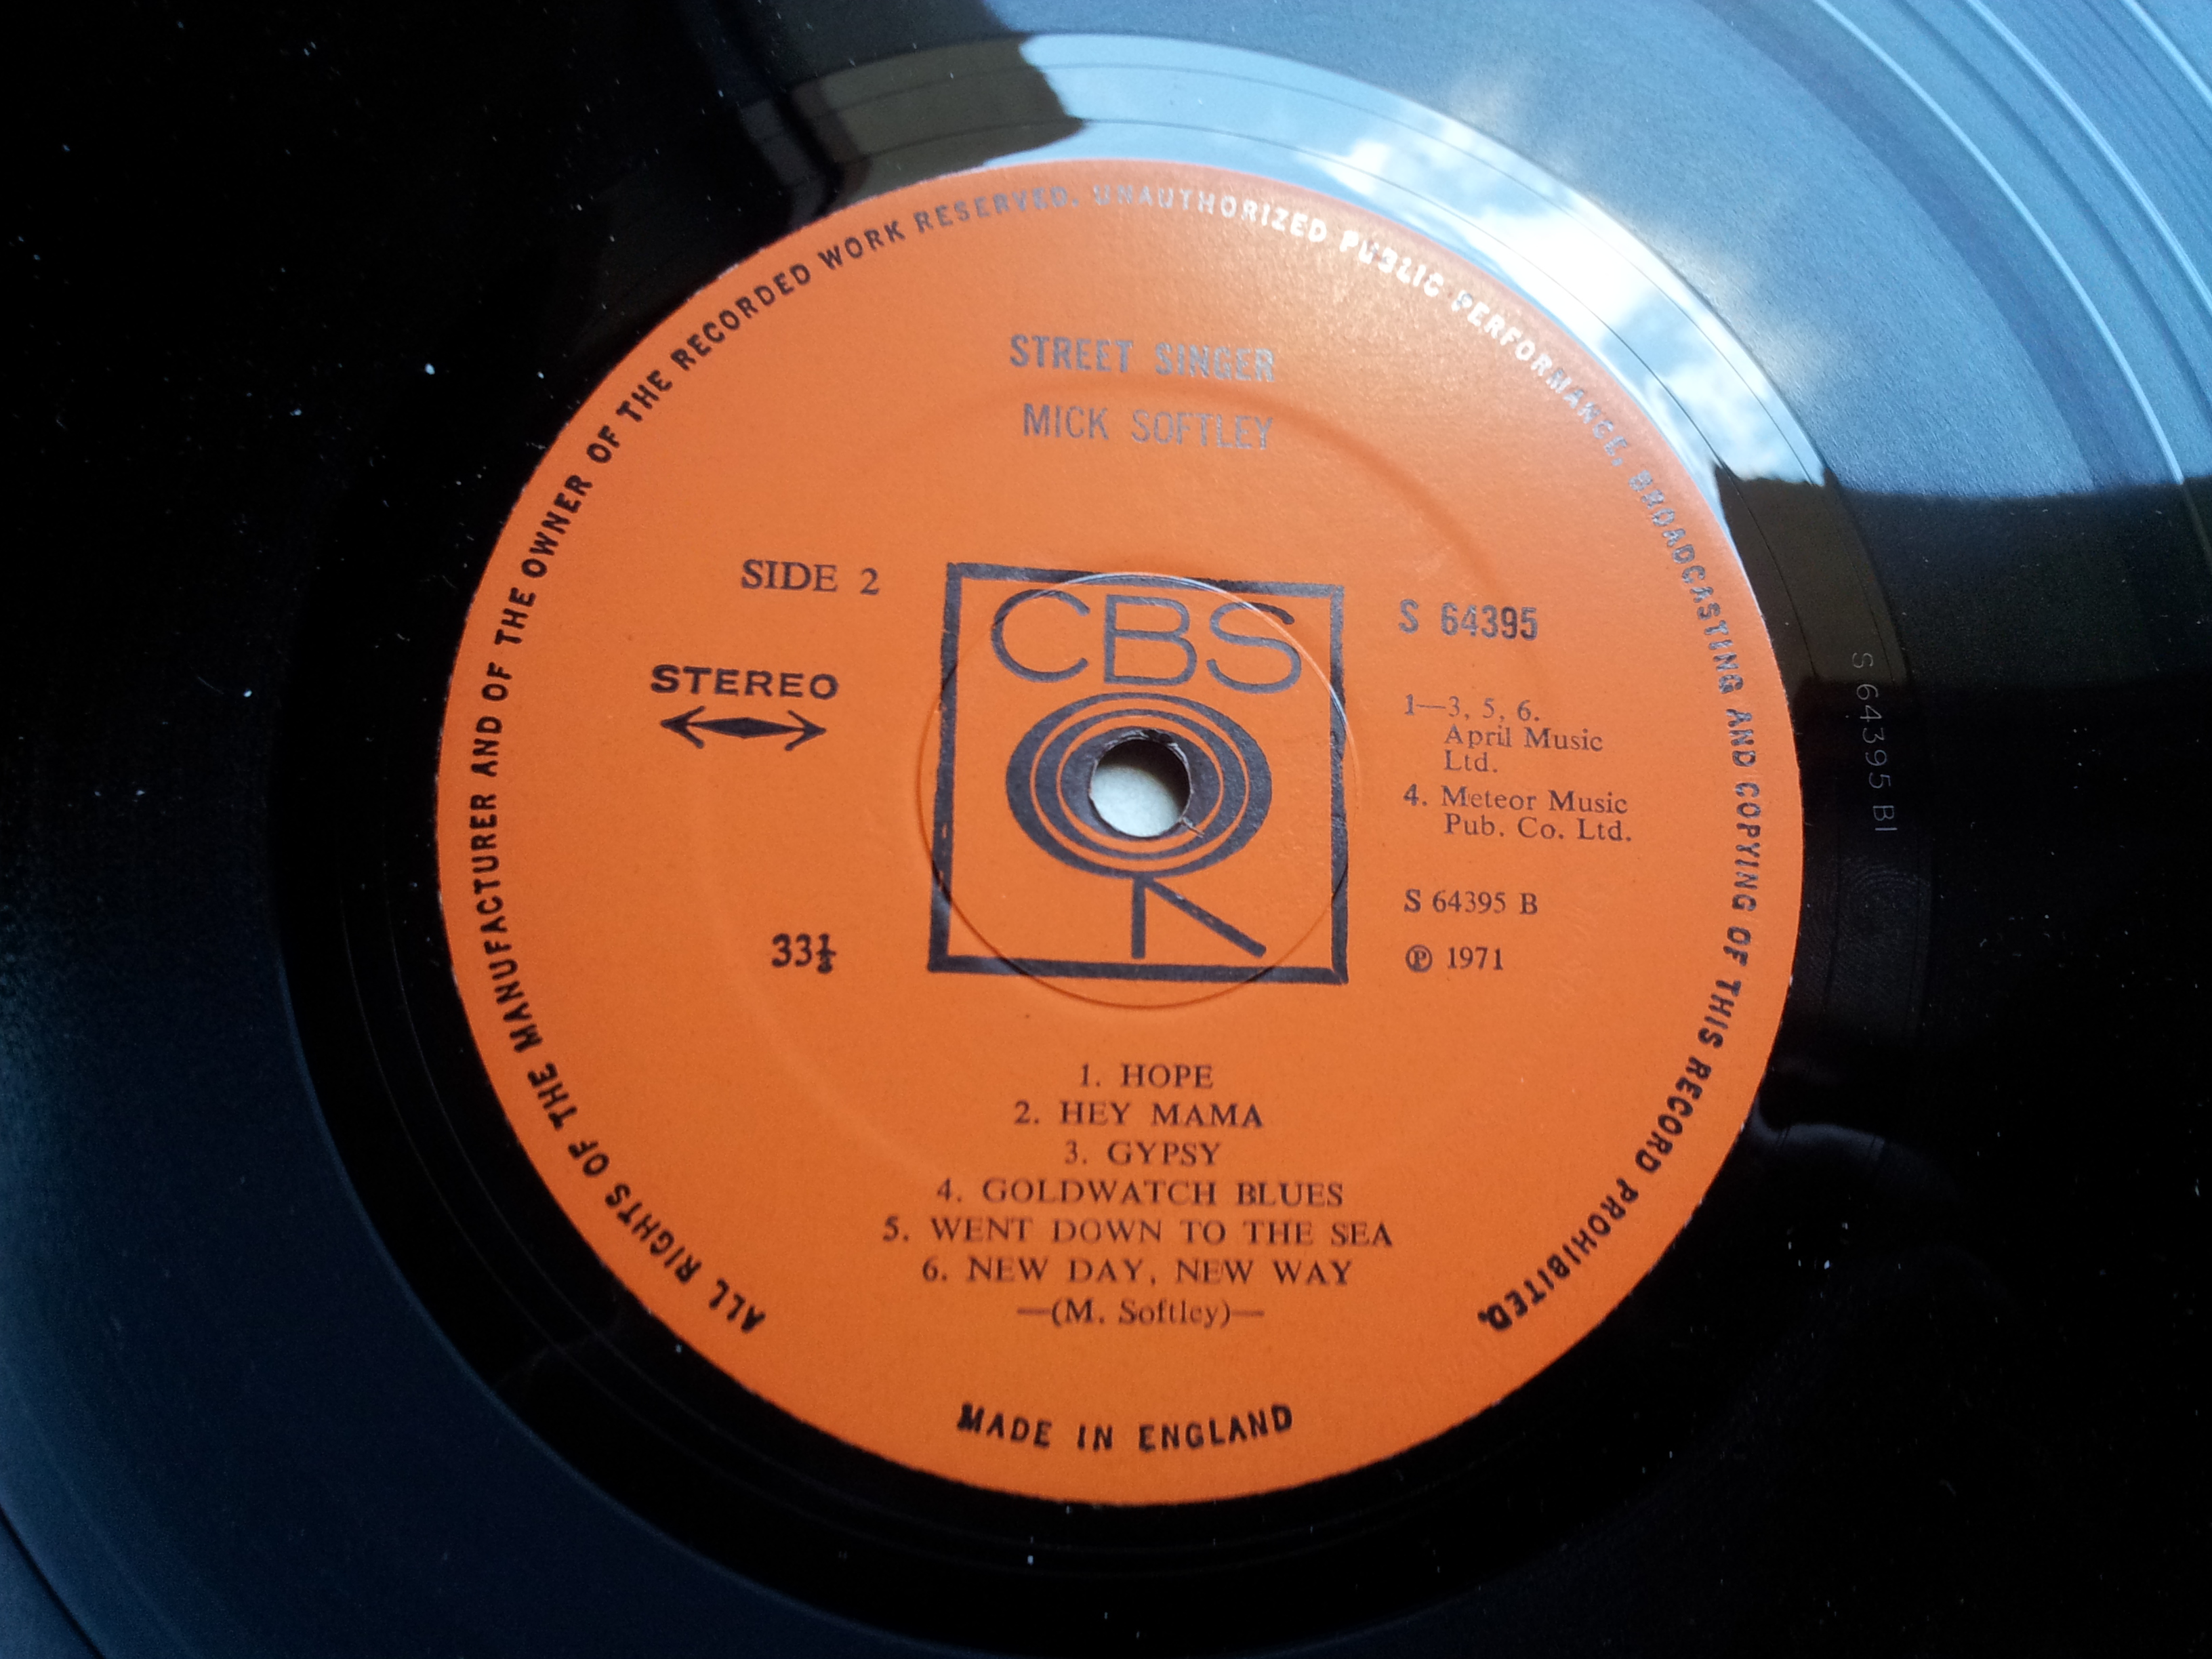 ALL RIGHTS OF THE MANUFACTURER AND OF THE OWNER OF THE RECORDED WORK RESERVED. UNAUTHORIZED PUBLIC PERFORMANCE, BROADCASTING AND COPYING OF THIS RECORD PROHIBITED.
STREET SINGER
MICK SOFTLEY
SIDE 2
STEREO
33⅓
CBS
S 64395
1—3, 5, 6.
April Music
Ltd.
4. Meteor Music
Pub. Co. Ltd.
S 64395 B
℗ 1971
1. HOPE
2. HEY MAMA
3. GYPSY
4. GOLDWATCH BLUES
5. WENT DOWN TO THE SEA
6. NEW DAY, NEW WAY
—(M. Softley)—
MADE IN ENGLAND
S 64395 B1